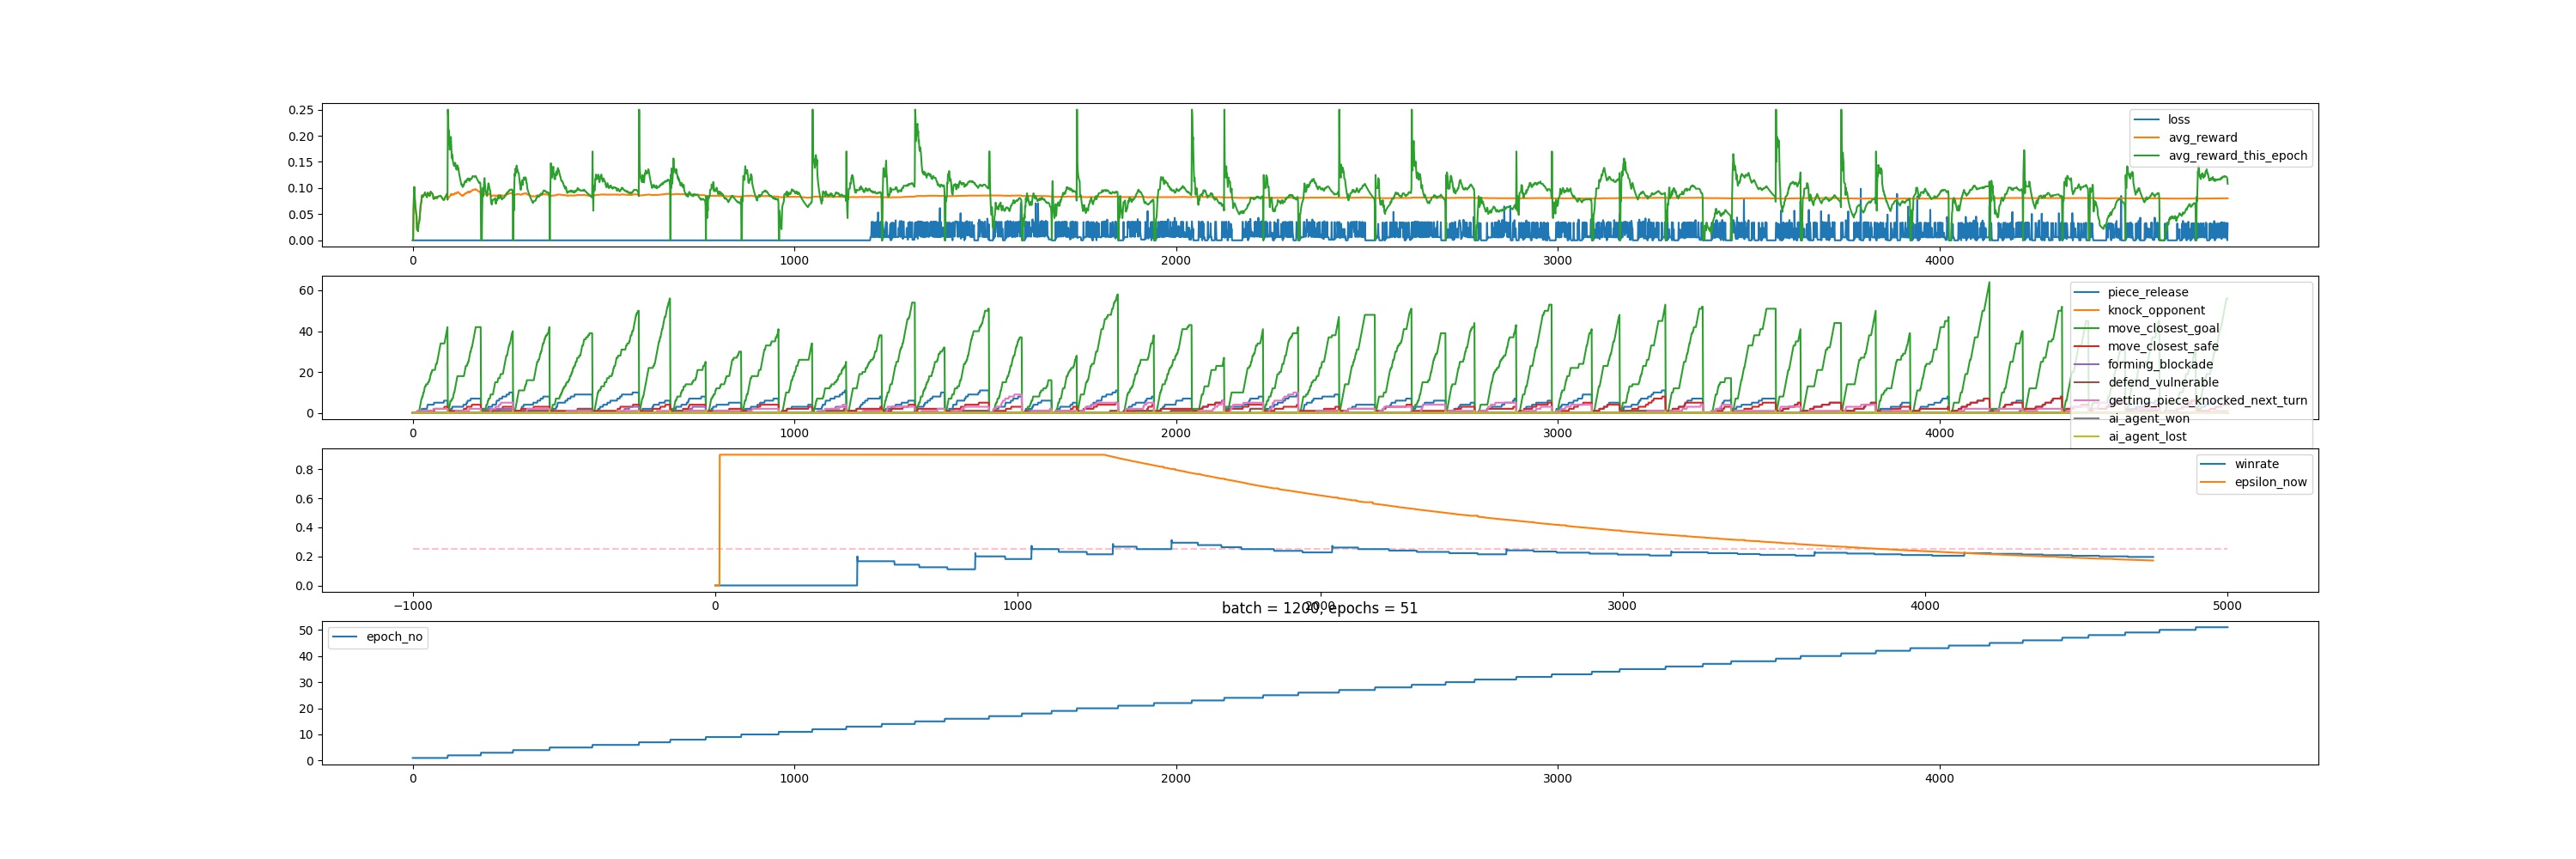 0.25
0.20
0.15
0.10
0.05
0.00
loss
avg_reward
avg_reward_this_epoch
0 1000 2000 3000 4000
60
40
20
0
piece_release
knock_opponent
move_closest_goal
move_closest_safe
forming_blockade
defend_vulnerable
getting_piece_knocked_next_turn
ai_agent_won
ai_agent_lost
0 1000 2000 3000 4000
0.8
0.6
0.4
0.2
0.0
winrate
epsilon_now
−1000 0 1000 2000 3000 4000 5000
batch = 1200, epochs = 51
50
40
30
20
10
0
epoch_no
0 1000 2000 3000 4000